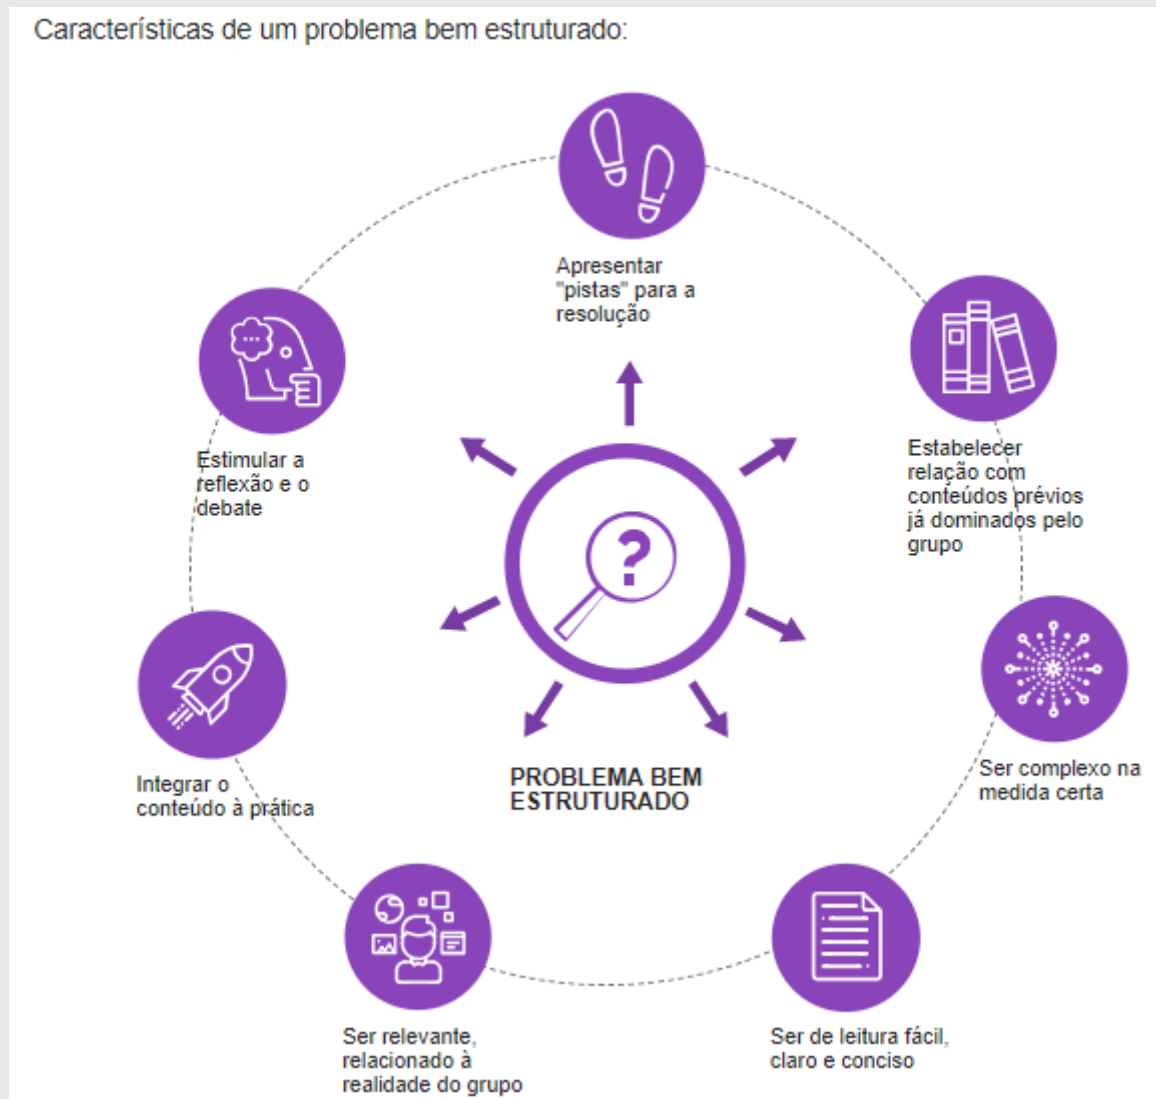 Características de um problema bem estruturado:
Apresentar
"pistas" para a
resolução
Estabelecer
relação com
conteúdos prévios
já dominados pelo
grupo
Ser complexo na
medida certa
Ser de leitura fácil,
claro e conciso
Ser relevante,
relacionado à
realidade do grupo
Integrar o
conteúdo à prática
Estimular a
reflexão e o
debate
?
PROBLEMA BEM
ESTRUTURADO